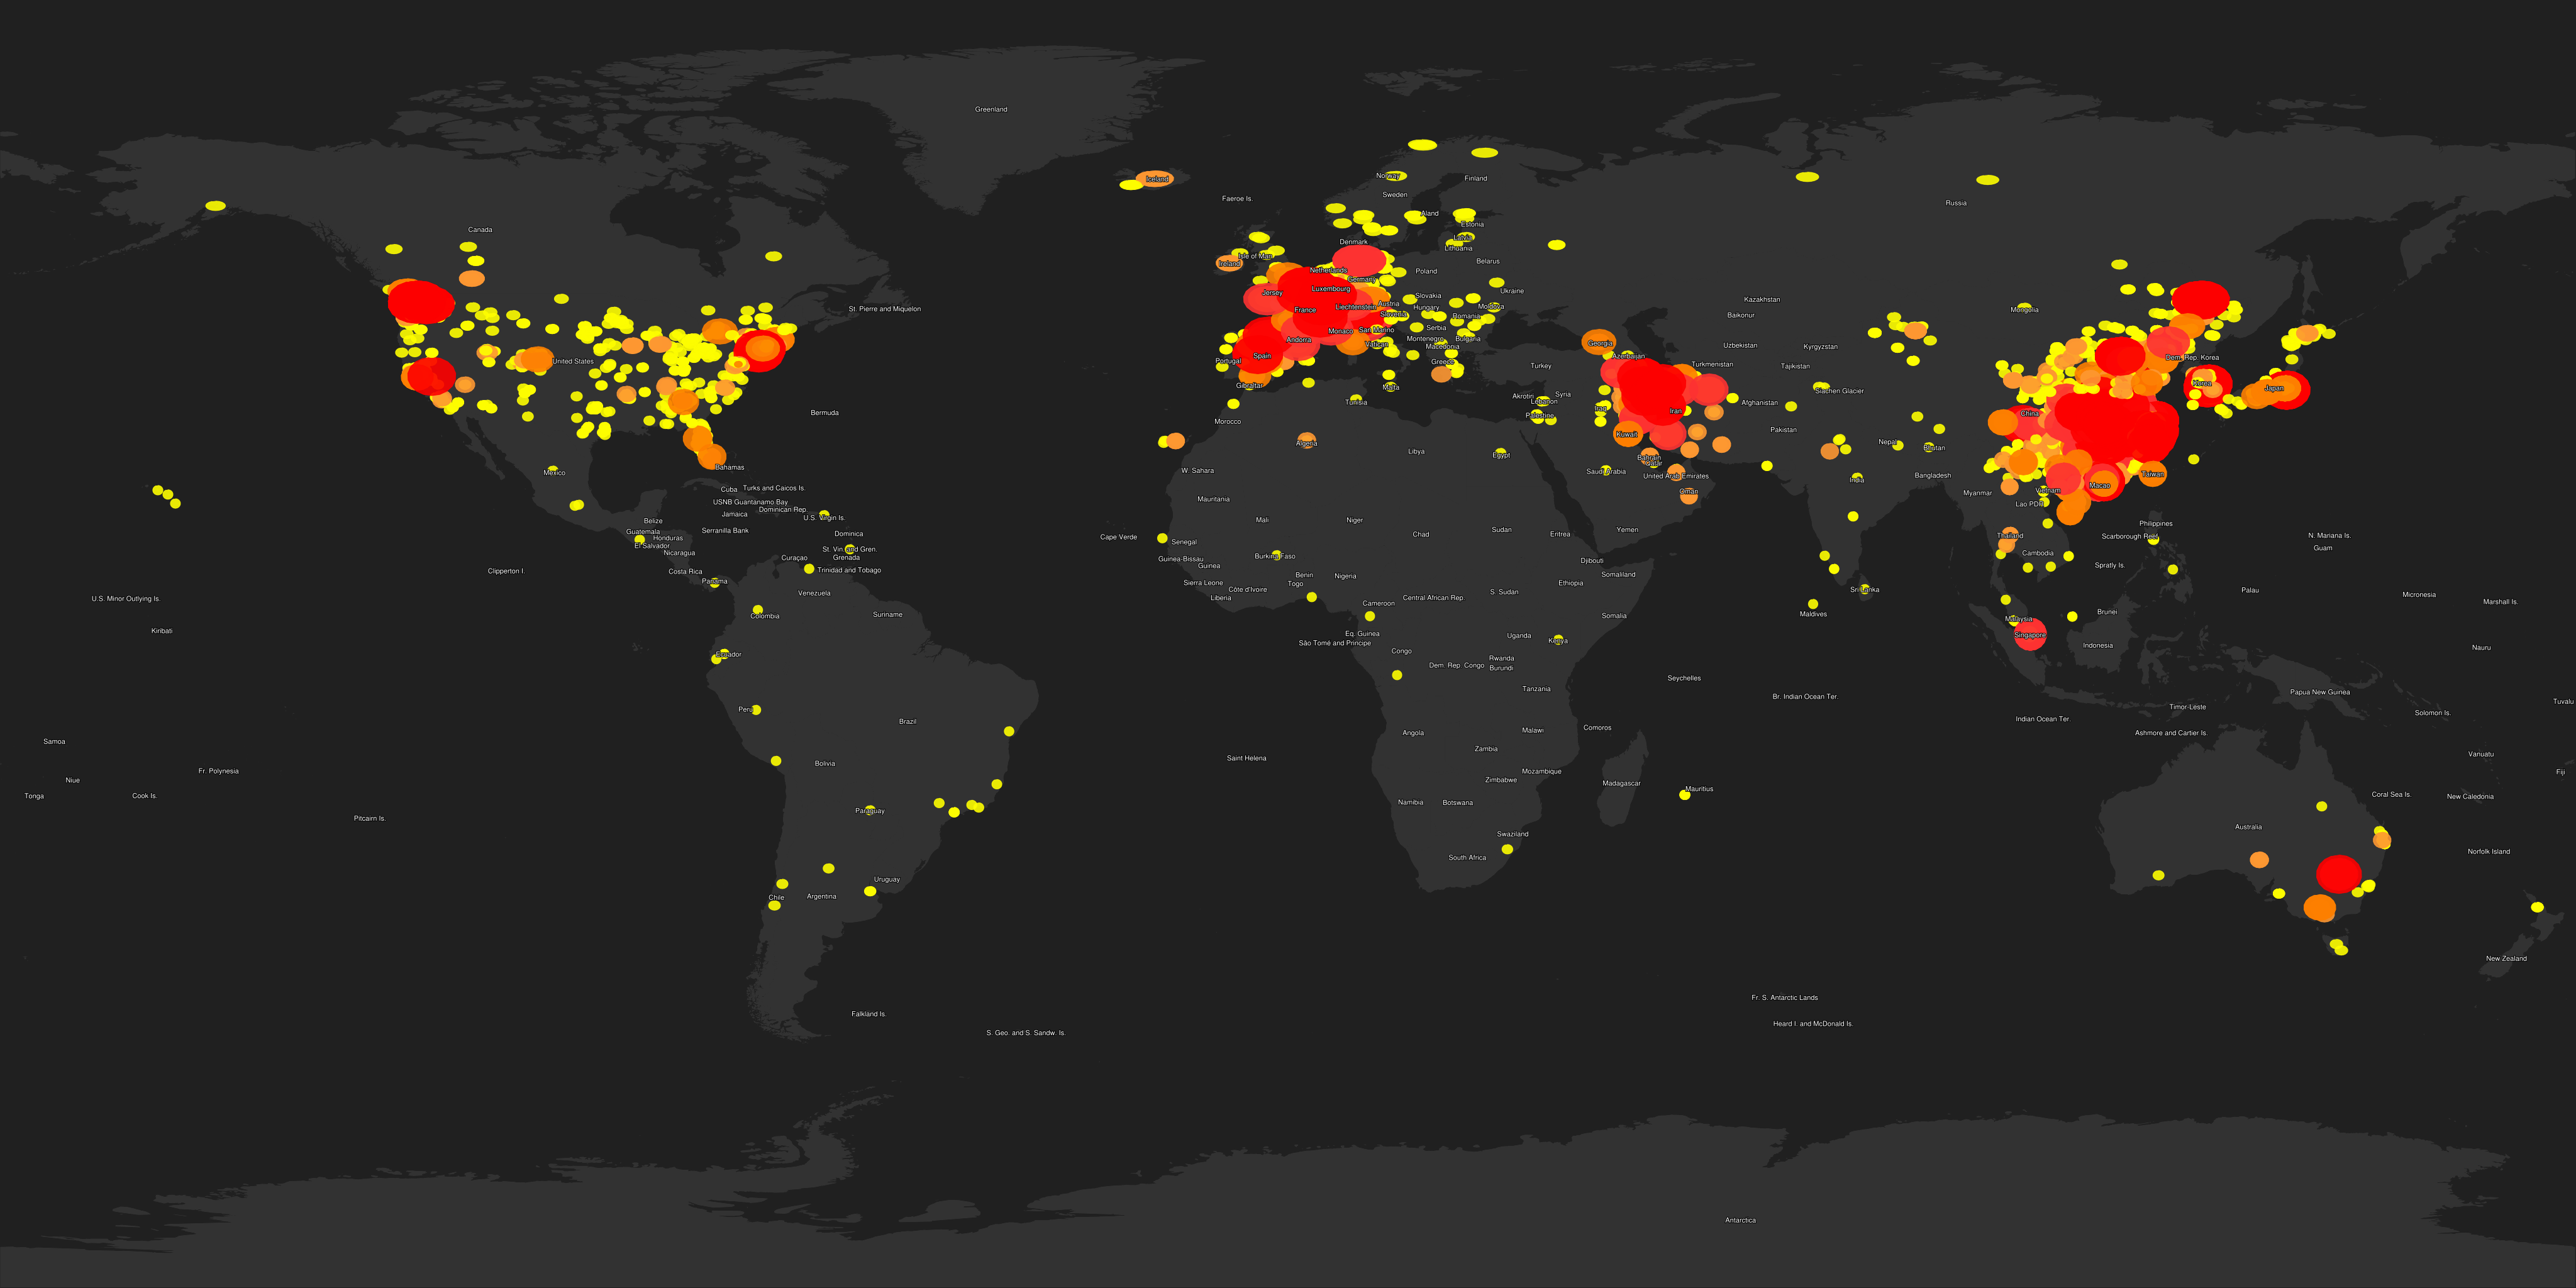 Greenland
Iceland
Norway
Finland
Sweden
Faeroe Is.
Russia
Aland
Estonia
Canada
Latvia
Denmark
Lithuania
Isle of Man
Ireland
Belarus
Netherlands
Poland
Germany
Luxembourg
Jersey
Ukraine
Slovakia
Kazakhstan
St. Pierre and Miquelon
France
Liechtenstein
Austria
Hungary
Moldova
Mongolia
Baikonur
Slovenia
Romania
Monaco
San Marino
Serbia
Andorra
Montenegro
Bulgaria
Vatican
Macedonia
Georgia
Uzbekistan
Kyrgyzstan
Spain
Azerbaijan
Dem. Rep. Korea
United States
Portugal
Greece
Turkey
Turkmenistan
Tajikistan
Gibraltar
Malta
Siachen Glacier
Korea
Japan
Akrotiri
Syria
Tunisia
Lebanon
Afghanistan
Bermuda
Palestine
Iraq
Iran
China
Morocco
Pakistan
Kuwait
Algeria
Nepal
Bhutan
Libya
Egypt
Bahrain
Qatar
Bahamas
W. Sahara
Saudi Arabia
United Arab Emirates
India
Bangladesh
Taiwan
Mexico
Macao
Cuba
Turks and Caicos Is.
Oman
Myanmar
Vietnam
Mauritania
USNB Guantanamo Bay
Lao PDR
Dominican Rep.
Jamaica
U.S. Virgin Is.
Belize
Mali
Niger
Philippines
Guatemala
Serranilla Bank
Sudan
Eritrea
Yemen
Honduras
Dominica
Chad
Cape Verde
Senegal
Thailand
Scarborough Reef
N. Mariana Is.
El Salvador
Guam
Nicaragua
St. Vin. and Gren.
Grenada
Curaçao
Guinea-Bissau
Burkina Faso
Djibouti
Cambodia
Guinea
Spratly Is.
Clipperton I.
Costa Rica
Trinidad and Tobago
Benin
Nigeria
Somaliland
Panama
Sierra Leone
Togo
Ethiopia
Côte d'Ivoire
Venezuela
S. Sudan
Sri Lanka
Palau
Micronesia
U.S. Minor Outlying Is.
Liberia
Central African Rep.
Marshall Is.
Cameroon
Maldives
Brunei
Colombia
Suriname
Somalia
Malaysia
Kiribati
Eq. Guinea
Uganda
Singapore
São Tomé and Principe
Kenya
Indonesia
Nauru
Congo
Ecuador
Rwanda
Dem. Rep. Congo
Burundi
Seychelles
Tanzania
Papua New Guinea
Br. Indian Ocean Ter.
Tuvalu
Peru
Timor-Leste
Solomon Is.
Indian Ocean Ter.
Brazil
Comoros
Angola
Malawi
Ashmore and Cartier Is.
Samoa
Zambia
Vanuatu
Saint Helena
Bolivia
Fr. Polynesia
Mozambique
Fiji
Niue
Zimbabwe
Madagascar
Mauritius
Tonga
Cook Is.
Coral Sea Is.
New Caledonia
Namibia
Botswana
Paraguay
Pitcairn Is.
Australia
Swaziland
Norfolk Island
South Africa
Uruguay
Chile
Argentina
New Zealand
Fr. S. Antarctic Lands
Falkland Is.
Heard I. and McDonald Is.
S. Geo. and S. Sandw. Is.
Antarctica